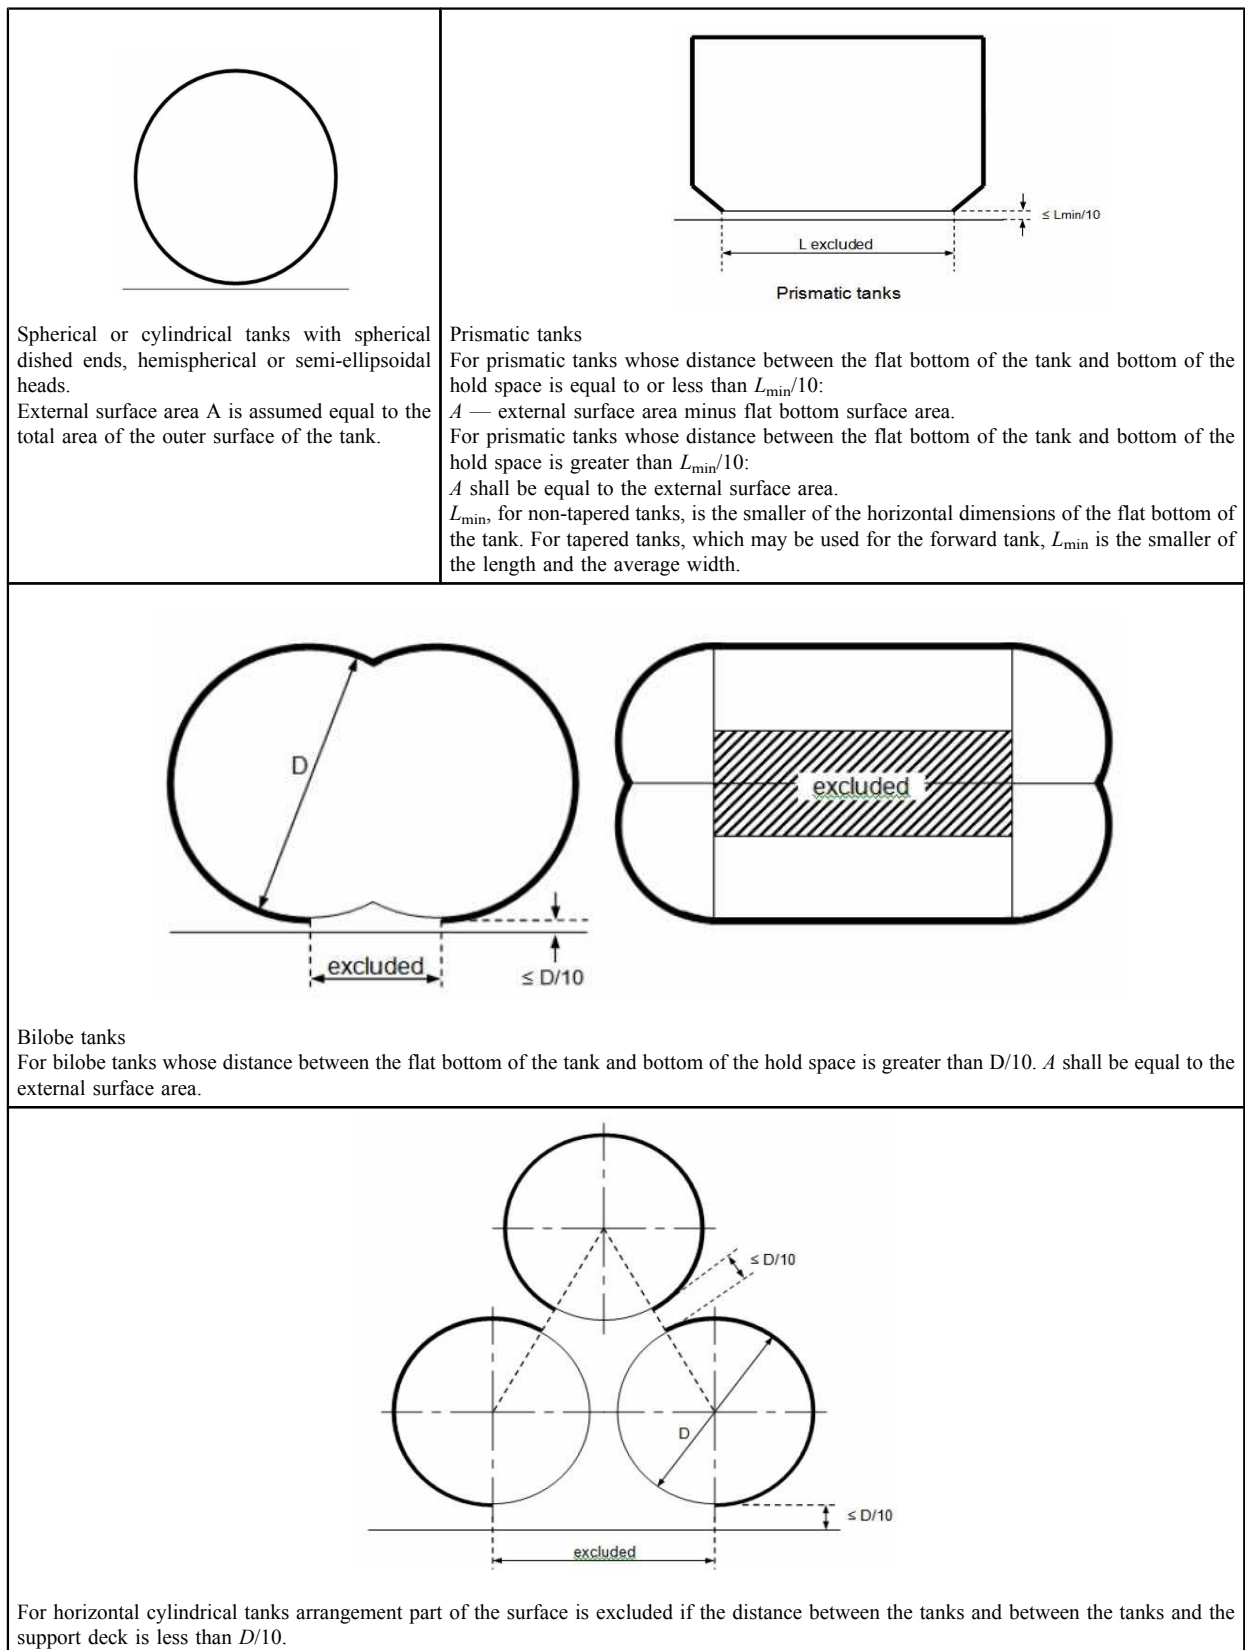 Spherical or cylindrical tanks with spherical
dished ends, hemispherical or semi-ellipsoidal
heads.
External surface area A is assumed equal to the
total area of the outer surface of the tank.
≤ Lmin/10
L excluded
Prismatic tanks
Prismatic tanks
For prismatic tanks whose distance between the flat bottom of the tank and bottom of the
hold space is equal to or less than Lmin/10:
A — external surface area minus flat bottom surface area.
For prismatic tanks whose distance between the flat bottom of the tank and bottom of the
hold space is greater than Lmin/10:
A shall be equal to the external surface area.
Lmin, for non-tapered tanks, is the smaller of the horizontal dimensions of the flat bottom of
the tank. For tapered tanks, which may be used for the forward tank, Lmin is the smaller of
the length and the average width.
D
excluded
≤ D/10
excluded
Bilobe tanks
For bilobe tanks whose distance between the flat bottom of the tank and bottom of the hold space is greater than D/10. A shall be equal to the
external surface area.
≤ D/10
D
≤ D/10
excluded
For horizontal cylindrical tanks arrangement part of the surface is excluded if the distance between the tanks and between the tanks and the
support deck is less than D/10.